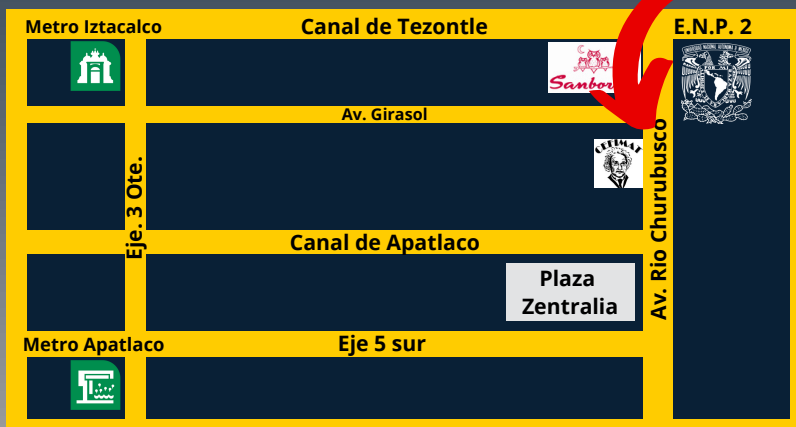 Metro Iztacalco
Canal de Tezontle
E.N.P. 2
Av. Girasol
CEFIMAT
Eje. 3 Ote.
Av. Rio Churubusco
Canal de Apatlaco
Plaza
Zentralia
Metro Apatlaco
Eje 5 sur